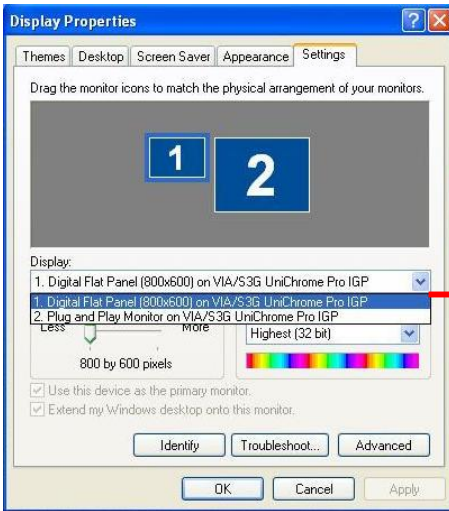 Display Properties
Themes Desktop Screen Saver Appearance Settings
Drag the monitor icons to match the physical arrangement of your monitors.
1
2
Display:
1. Digital Flat Panel (800x600) on VIA/S3G UniChrome Pro IGP
1. Digital Flat Panel (800x600) on VIA/S3G UniChrome Pro IGP
2. Plug and Play Monitor on VIA/S3G UniChrome Pro IGP
Less More Highest (32 bit)
800 by 600 pixels
Use this device as the primary monitor.
Extend my Windows desktop onto this monitor.
Identify Troubleshoot... Advanced
OK Cancel Apply